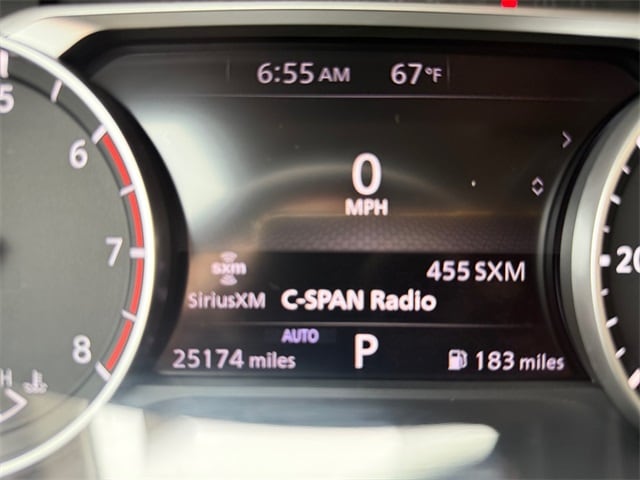 6:55 AM 67°F
5
6
7
8
0
MPH
sxm
455 SXM
SiriusXM C-SPAN Radio
AUTO
25174 miles P 183 miles
H
20